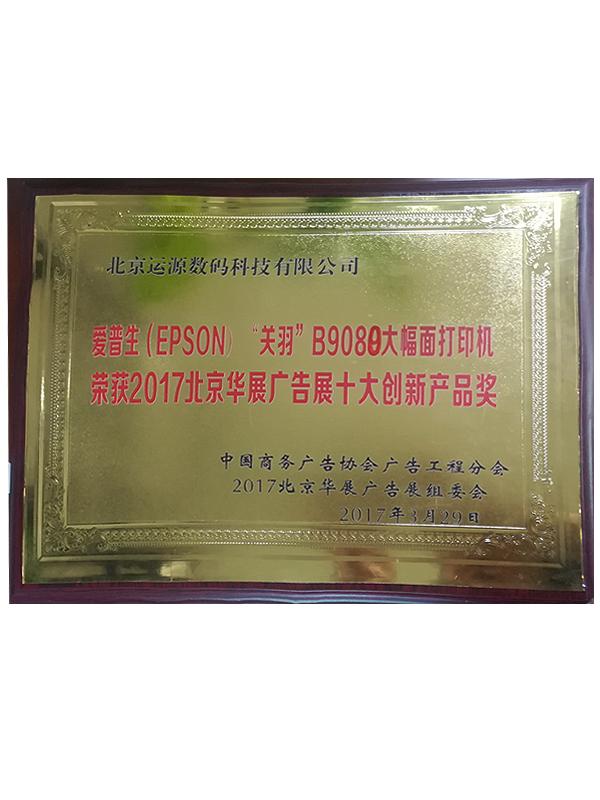 北京运源数码科技有限公司
爱普生(EPSON)“关羽”B9080大幅面打印机
荣获2017北京华展广告展十大创新产品奖
中国商务广告协会广告工程分会
2017北京华展广告展组委会
2017年3月29日